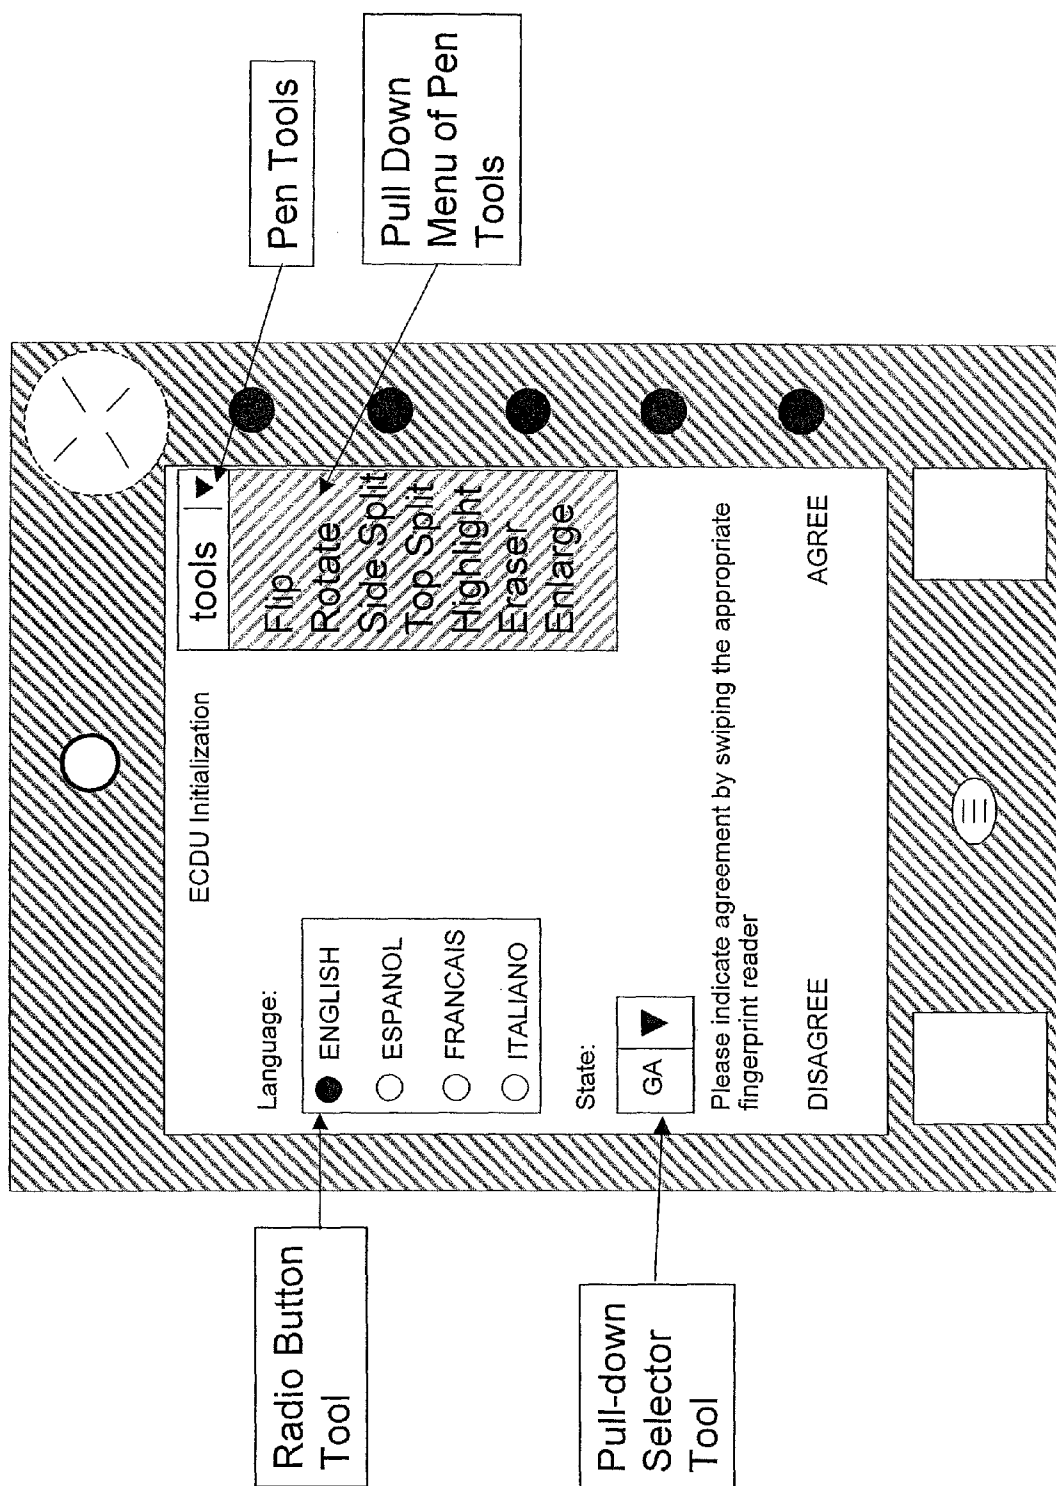 Pen Tools
Pull Down
Menu of Pen
Tools
tools
Flip
Rotate
Side Split
Top Split
Highlight
Eraser
Enlarge
ECDU Initialization
Language:
ENGLISH
ESPANOL
FRANCAIS
ITALIANO
State:
GA
Please indicate agreement by swiping the appropriate
fingerprint reader
DISAGREE
AGREE
Radio Button
Tool
Pull-down
Selector
Tool